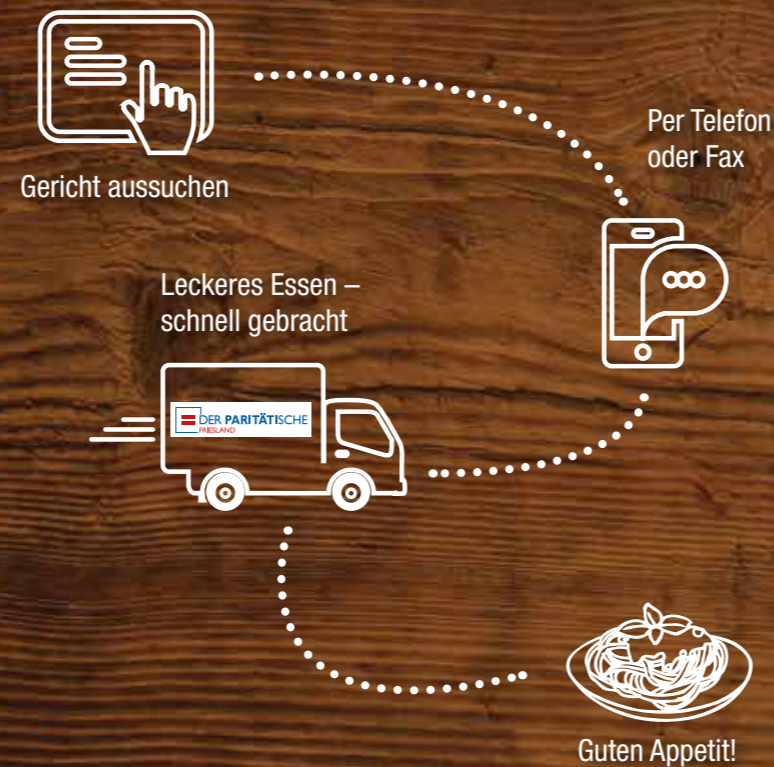 Gericht aussuchen
Per Telefon
oder Fax
Leckeres Essen –
schnell gebracht
DER PARITÄTISCHE
FRIESLAND
Guten Appetit!